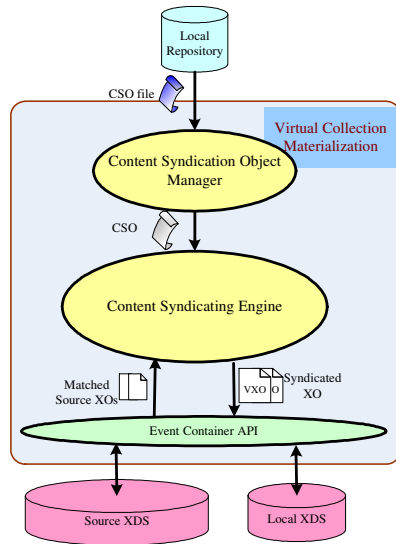 Local
Repository
CSO file
Virtual Collection
Materialization
Content Syndication Object
Manager
CSO
Content Syndicating Engine
Matched
Source XOs
VXO
O
Syndicated
XO
Event Container API
Source XDS
Local XDS